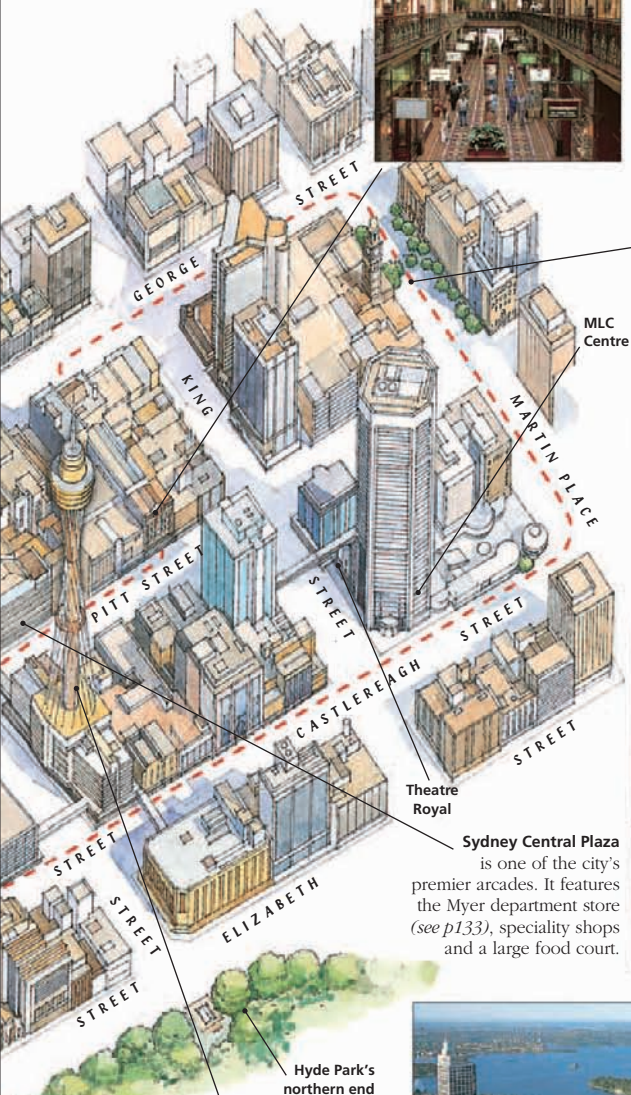 STREET
GEORGE
MLC
Centre
KING
MARTIN PLACE
PITT STREET
STREET
STREET
CASTLEREAGH
STREET
Theatre
Royal
Sydney Central Plaza
is one of the city's
premier arcades. It features
the Myer department store
(see p133), speciality shops
and a large food court.
STREET
STREET
ELIZABETH
STREET
Hyde Park's
northern end